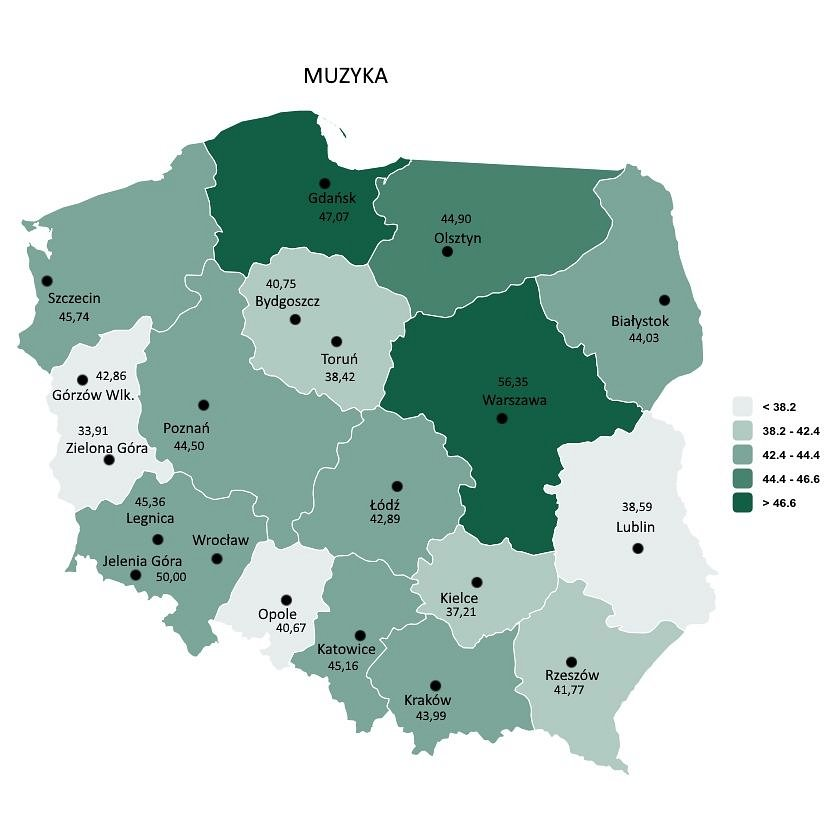 MUZYKA
Gdańsk
47,07
44,90
Olsztyn
Szczecin
45,74
40,75
Bydgoszcz
Toruń
38,42
Białystok
44,03
42,86
Górzów Wlk.
33,91
Zielona Góra
Poznań
44,50
56,35
Warszawa
Łódź
42,89
38,59
Lublin
45,36
Legnica
Wrocław
Jelenia Góra
50,00
Opole
40,67
Kielce
37,21
Katowice
45,16
Kraków
43,99
Rzeszów
41,77
< 38.2
38.2 - 42.4
42.4 - 44.4
44.4 - 46.6
> 46.6